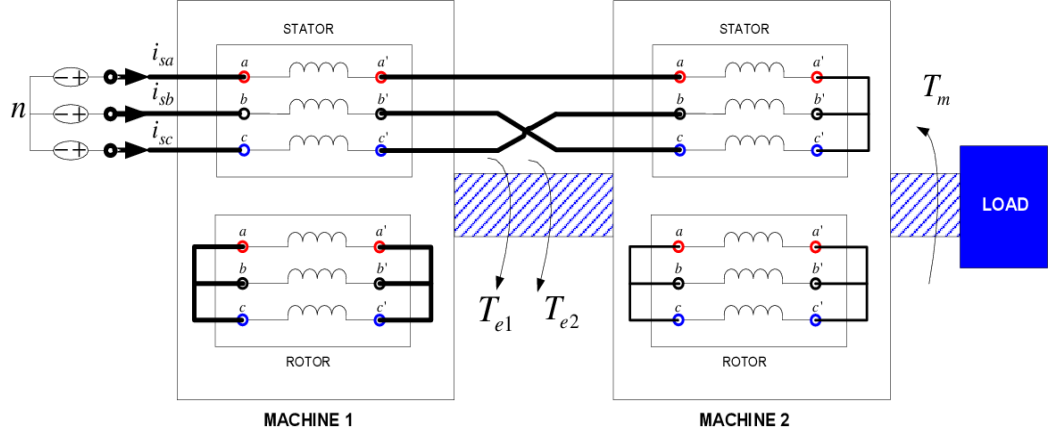 STATOR
STATOR
i_sa
a
a'
a
a'
i_sb
b
b'
b
b'
n
i_sc
c
c'
c
c'
T_m
LOAD
a
a'
a
a'
b
b'
b
b'
c
c'
c
c'
T_e1
T_e2
ROTOR
ROTOR
MACHINE 1
MACHINE 2